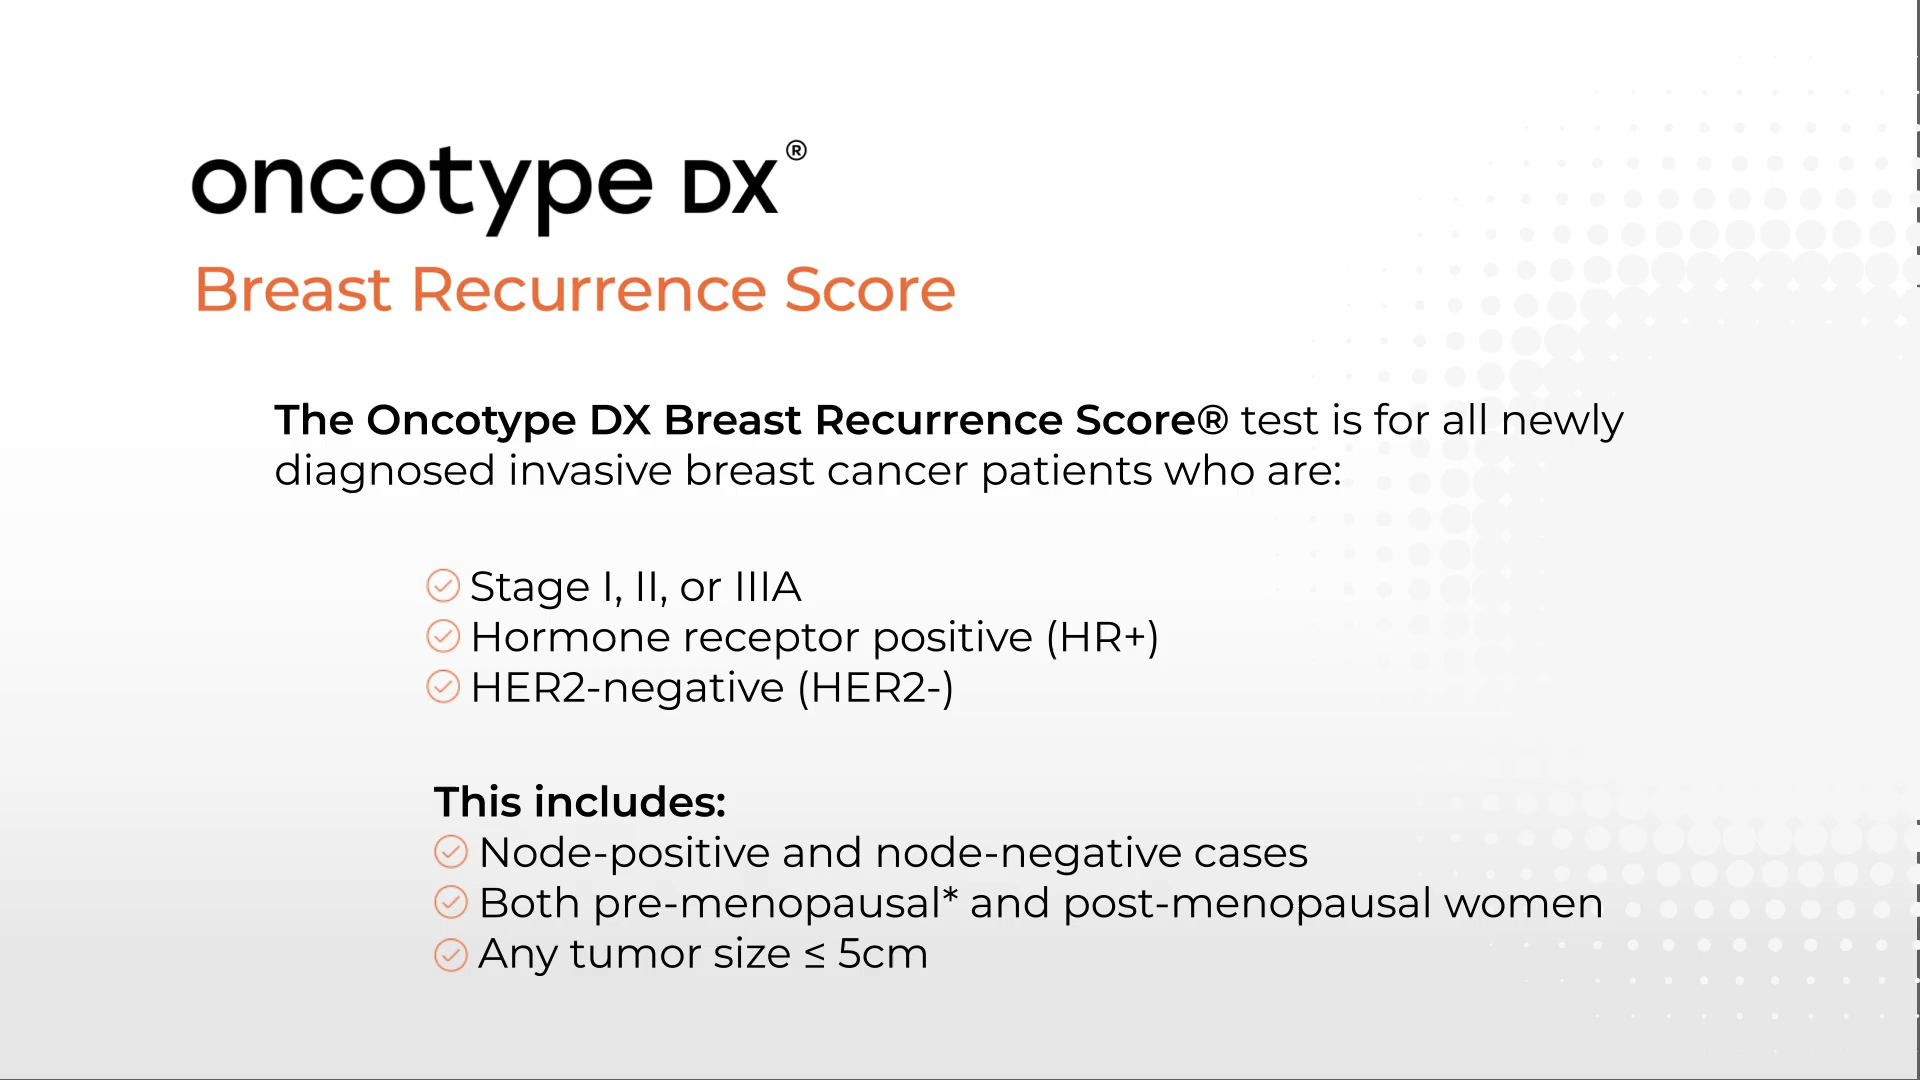 oncotype DX®
Breast Recurrence Score
The Oncotype DX Breast Recurrence Score® test is for all newly
diagnosed invasive breast cancer patients who are:
Stage I, II, or IIIA
Hormone receptor positive (HR+)
HER2-negative (HER2-)
This includes:
Node-positive and node-negative cases
Both pre-menopausal* and post-menopausal women
Any tumor size ≤ 5cm